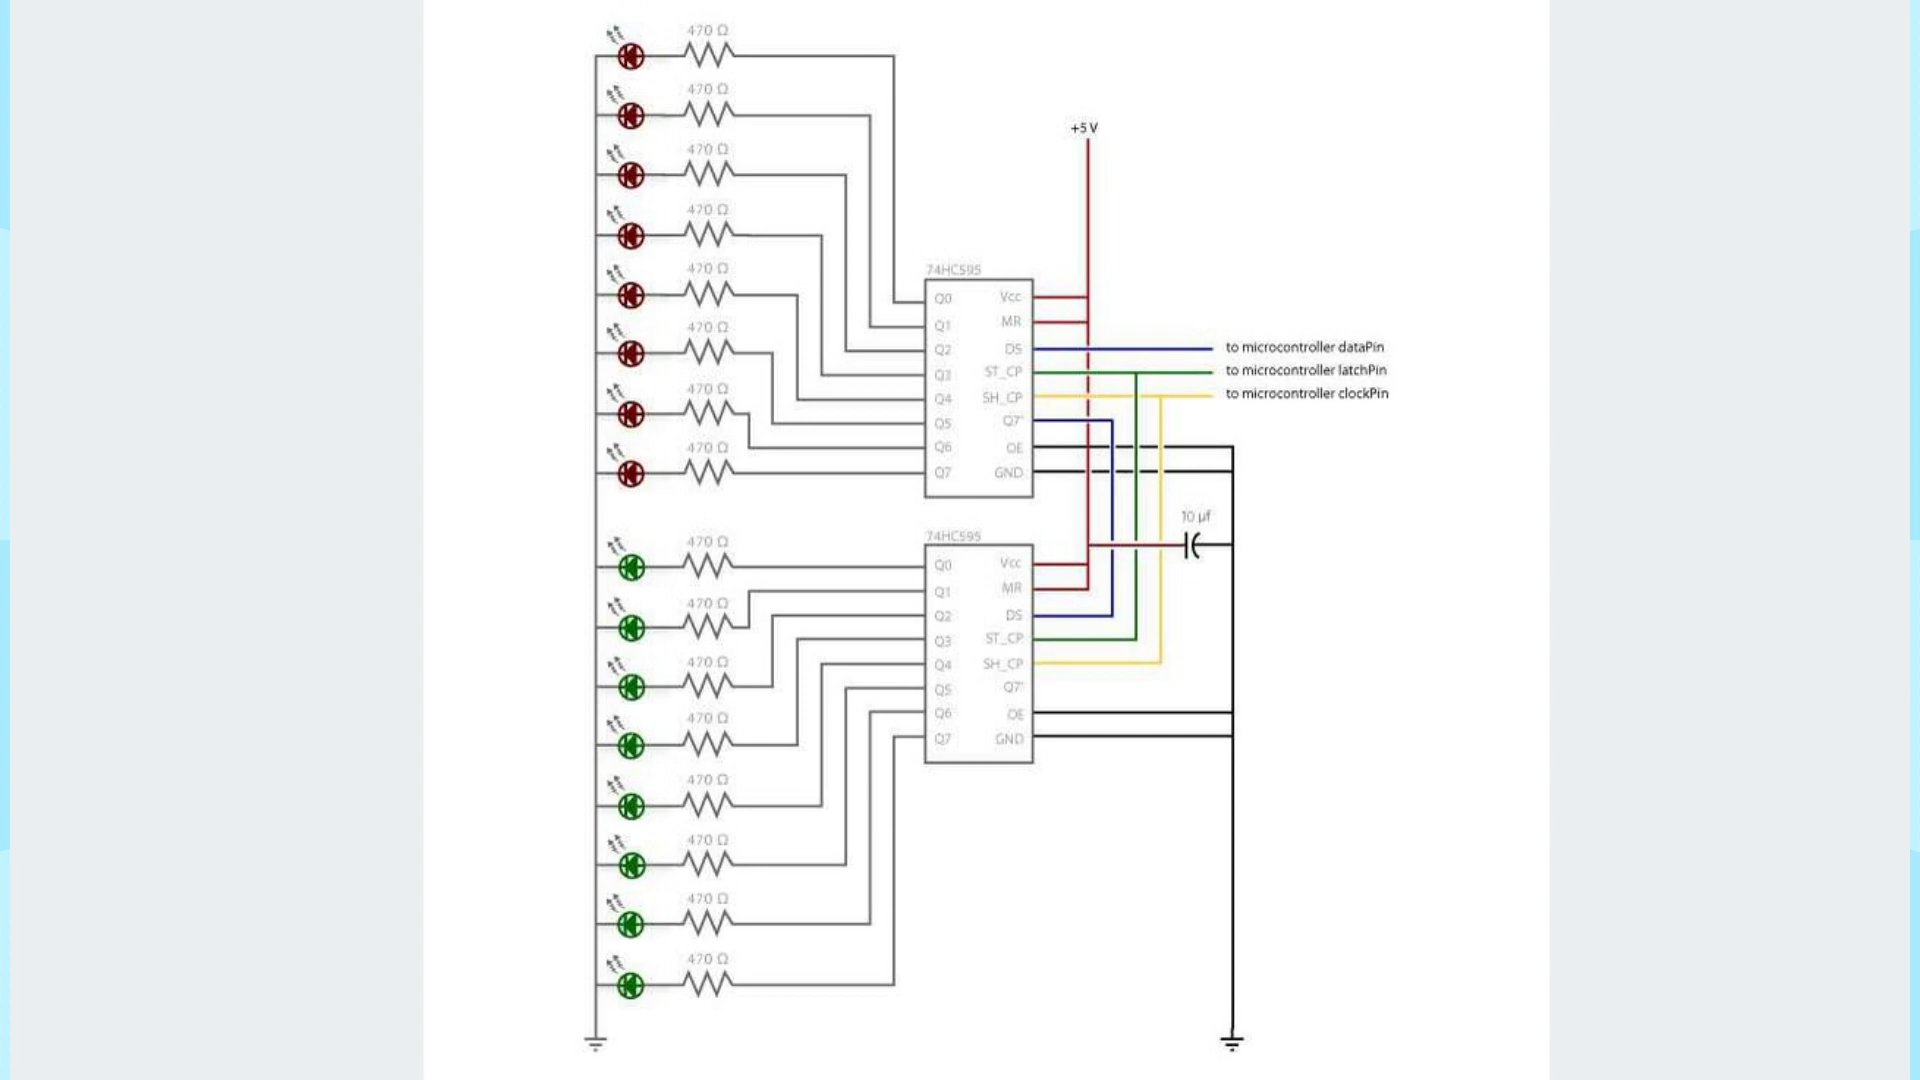 470 Ω
470 Ω
470 Ω
470 Ω
470 Ω
470 Ω
470 Ω
470 Ω
+5 V
74HC595
Q0 Vcc
Q1 MR
Q2 DS
Q3 ST_CP
Q4 SH_CP
Q5 Q7'
Q6 OE
Q7 GND
to microcontroller dataPin
to microcontroller latchPin
to microcontroller clockPin
10 µf
74HC595
Q0 Vcc
Q1 MR
Q2 DS
Q3 ST_CP
Q4 SH_CP
Q5 Q7'
Q6 OE
Q7 GND
470 Ω
470 Ω
470 Ω
470 Ω
470 Ω
470 Ω
470 Ω
470 Ω